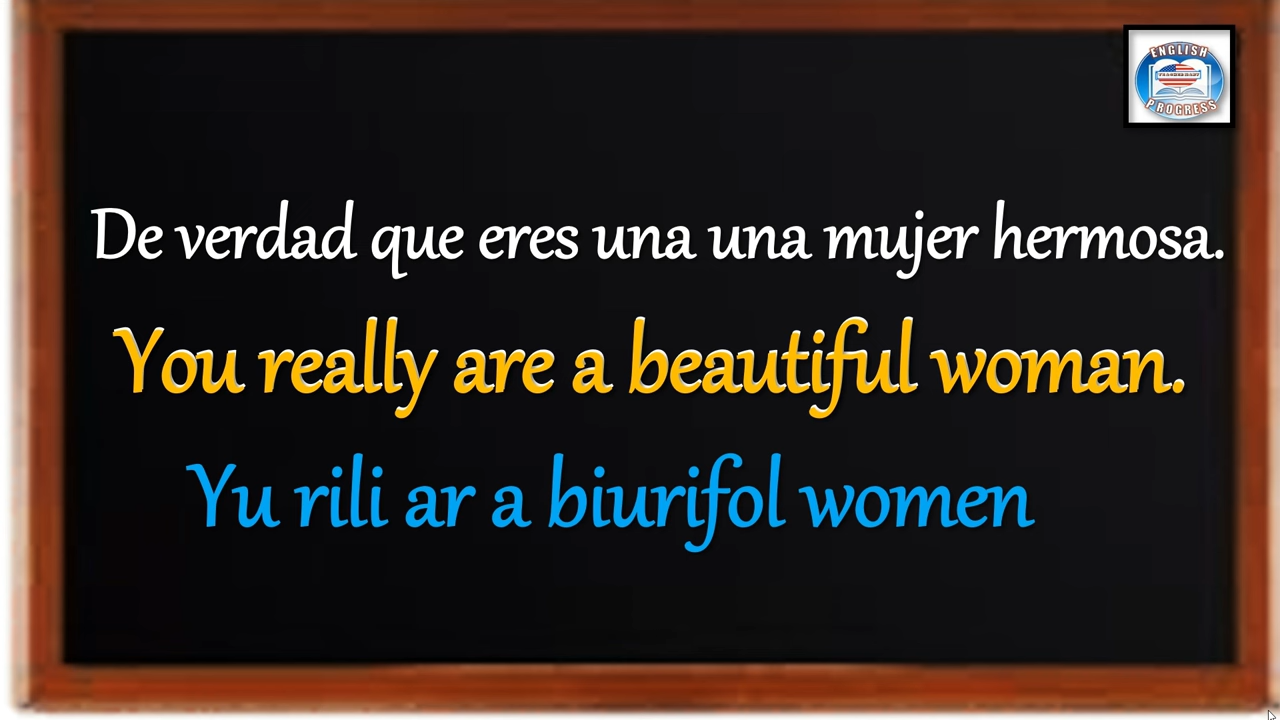 ENGLISH
PROGRESS
De verdad que eres una una mujer hermosa.
You really are a beautiful woman.
Yu rili ar a biurifol women